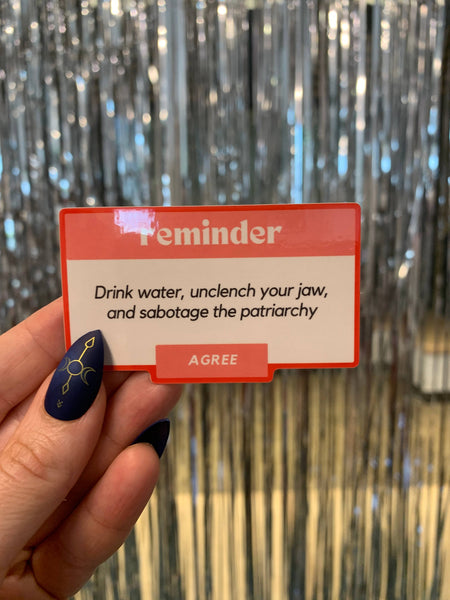 reminder
Drink water, unclench your jaw,
and sabotage the patriarchy
AGREE